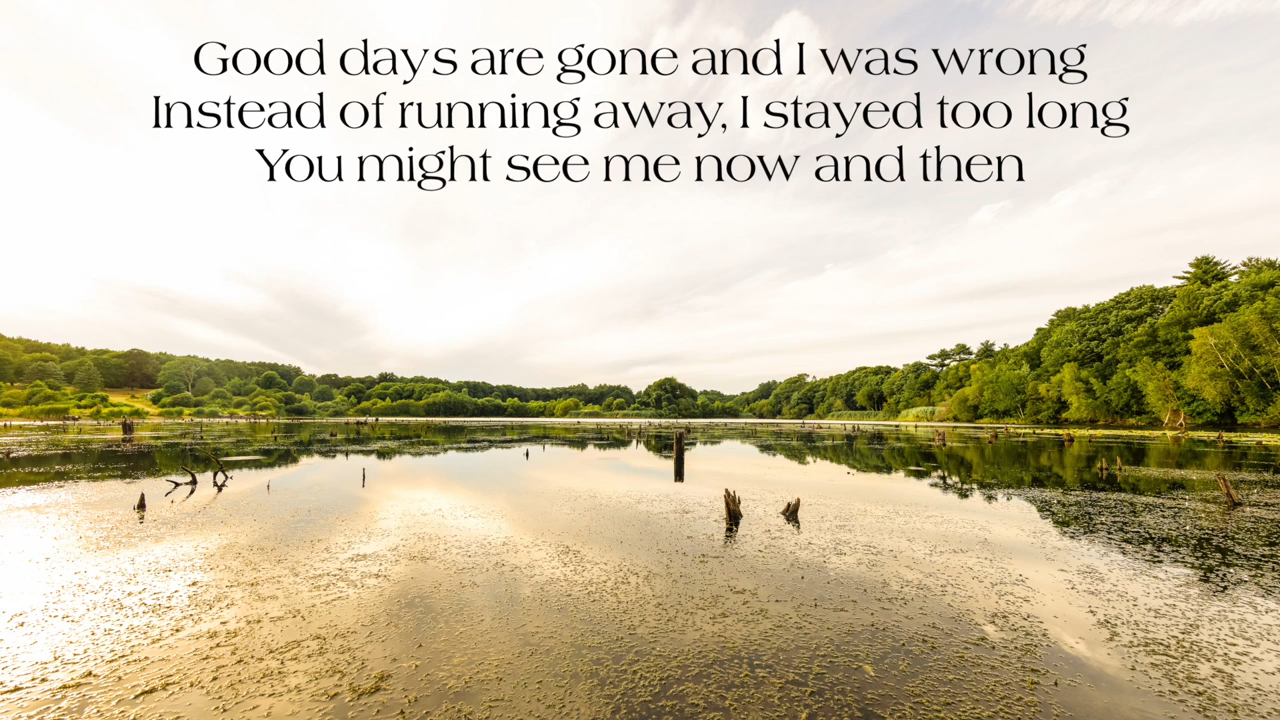 Good days are gone and I was wrong
Instead of running away, I stayed too long
You might see me now and then